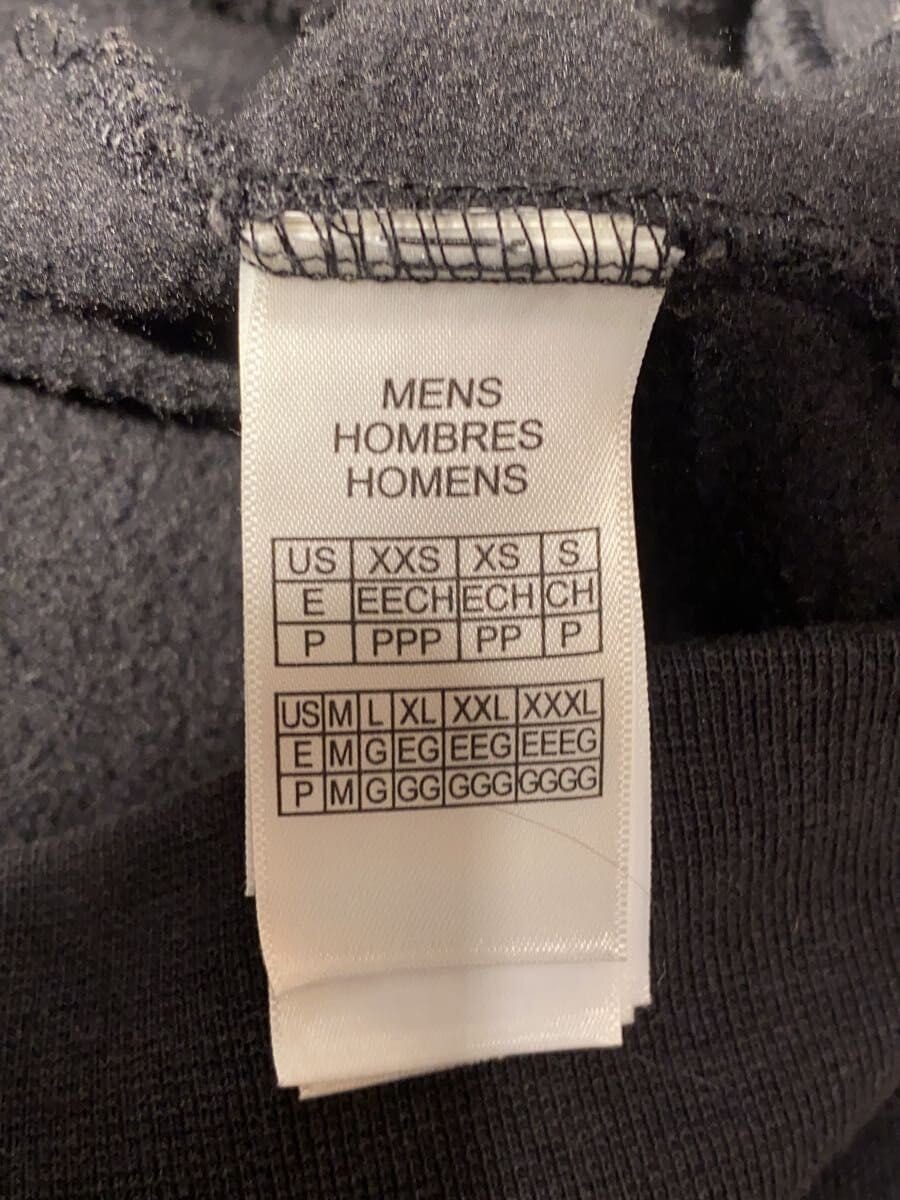 MENS
HOMBRES
HOMENS
US XXS XS S
E EECH ECH CH
P PPP PP P
US M L XL XXL XXXL
E M G EG EEG EEEG
P M G GG GGG GGGG